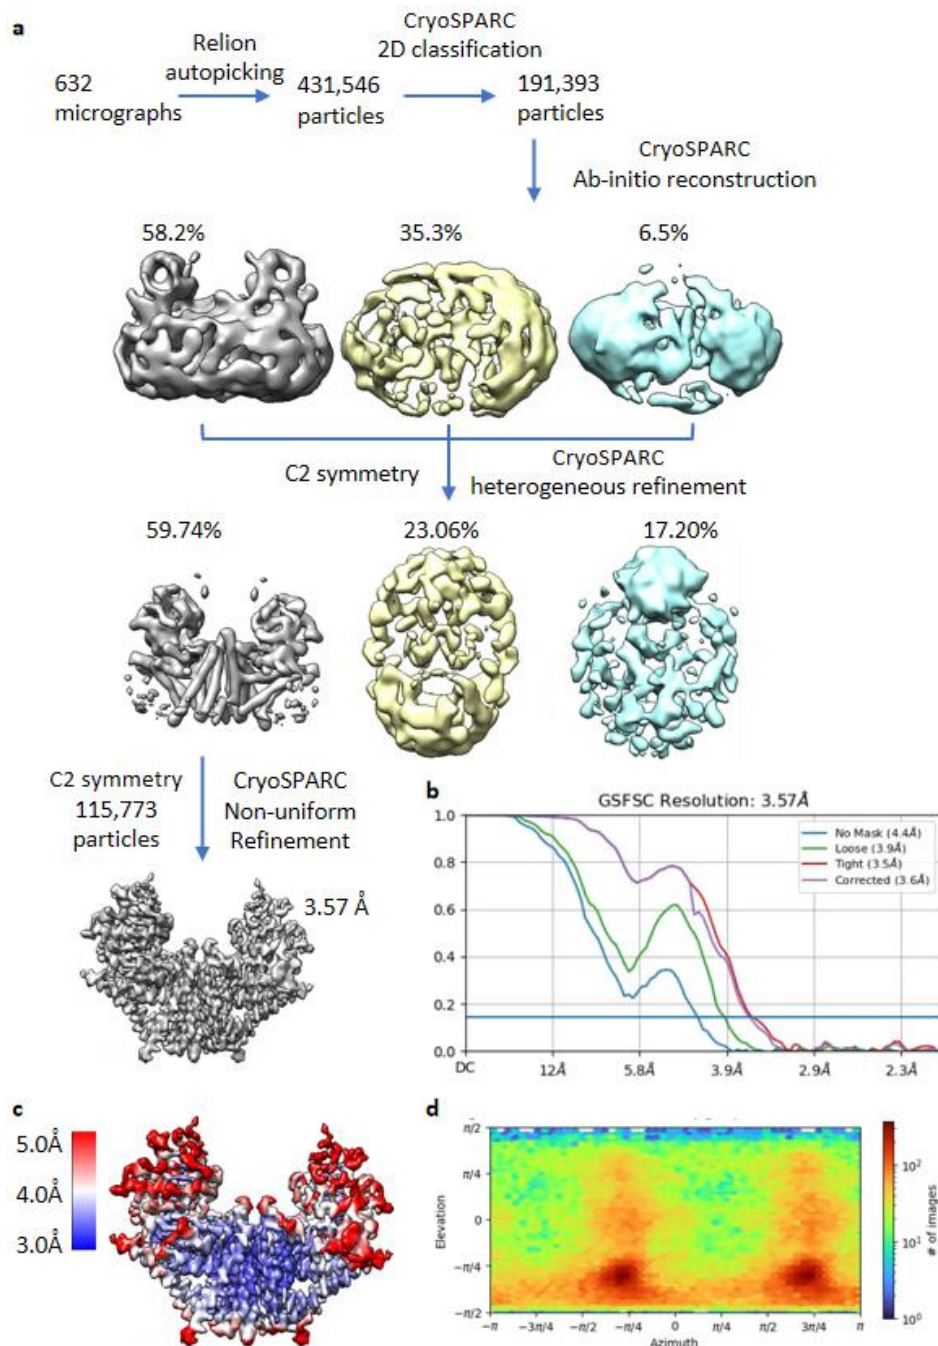 a
632
micrographs
Relion
autopicking
431,546
particles
CryoSPARC
2D classification
191,393
particles
CryoSPARC
Ab-initio reconstruction
58.2%
35.3%
6.5%
C2 symmetry
CryoSPARC
heterogeneous refinement
59.74%
23.06%
17.20%
C2 symmetry
115,773
particles
CryoSPARC
Non-uniform
Refinement
3.57 Å
b
GSFSC Resolution: 3.57Å
No Mask (4.4Å)
Loose (3.9Å)
Tight (3.5Å)
Corrected (3.6Å)
1.0
0.8
0.6
0.4
0.2
0.0
DC 12Å 5.8Å 3.9Å 2.9Å 2.3Å
c
5.0Å
4.0Å
3.0Å
d
π/2
π/4
0
−π/4
−π/2
Elevation
−π −3π/4 −π/2 −π/4 0 π/4 π/2 3π/4 π
Azimuth
10²
10¹
10⁰
# of images